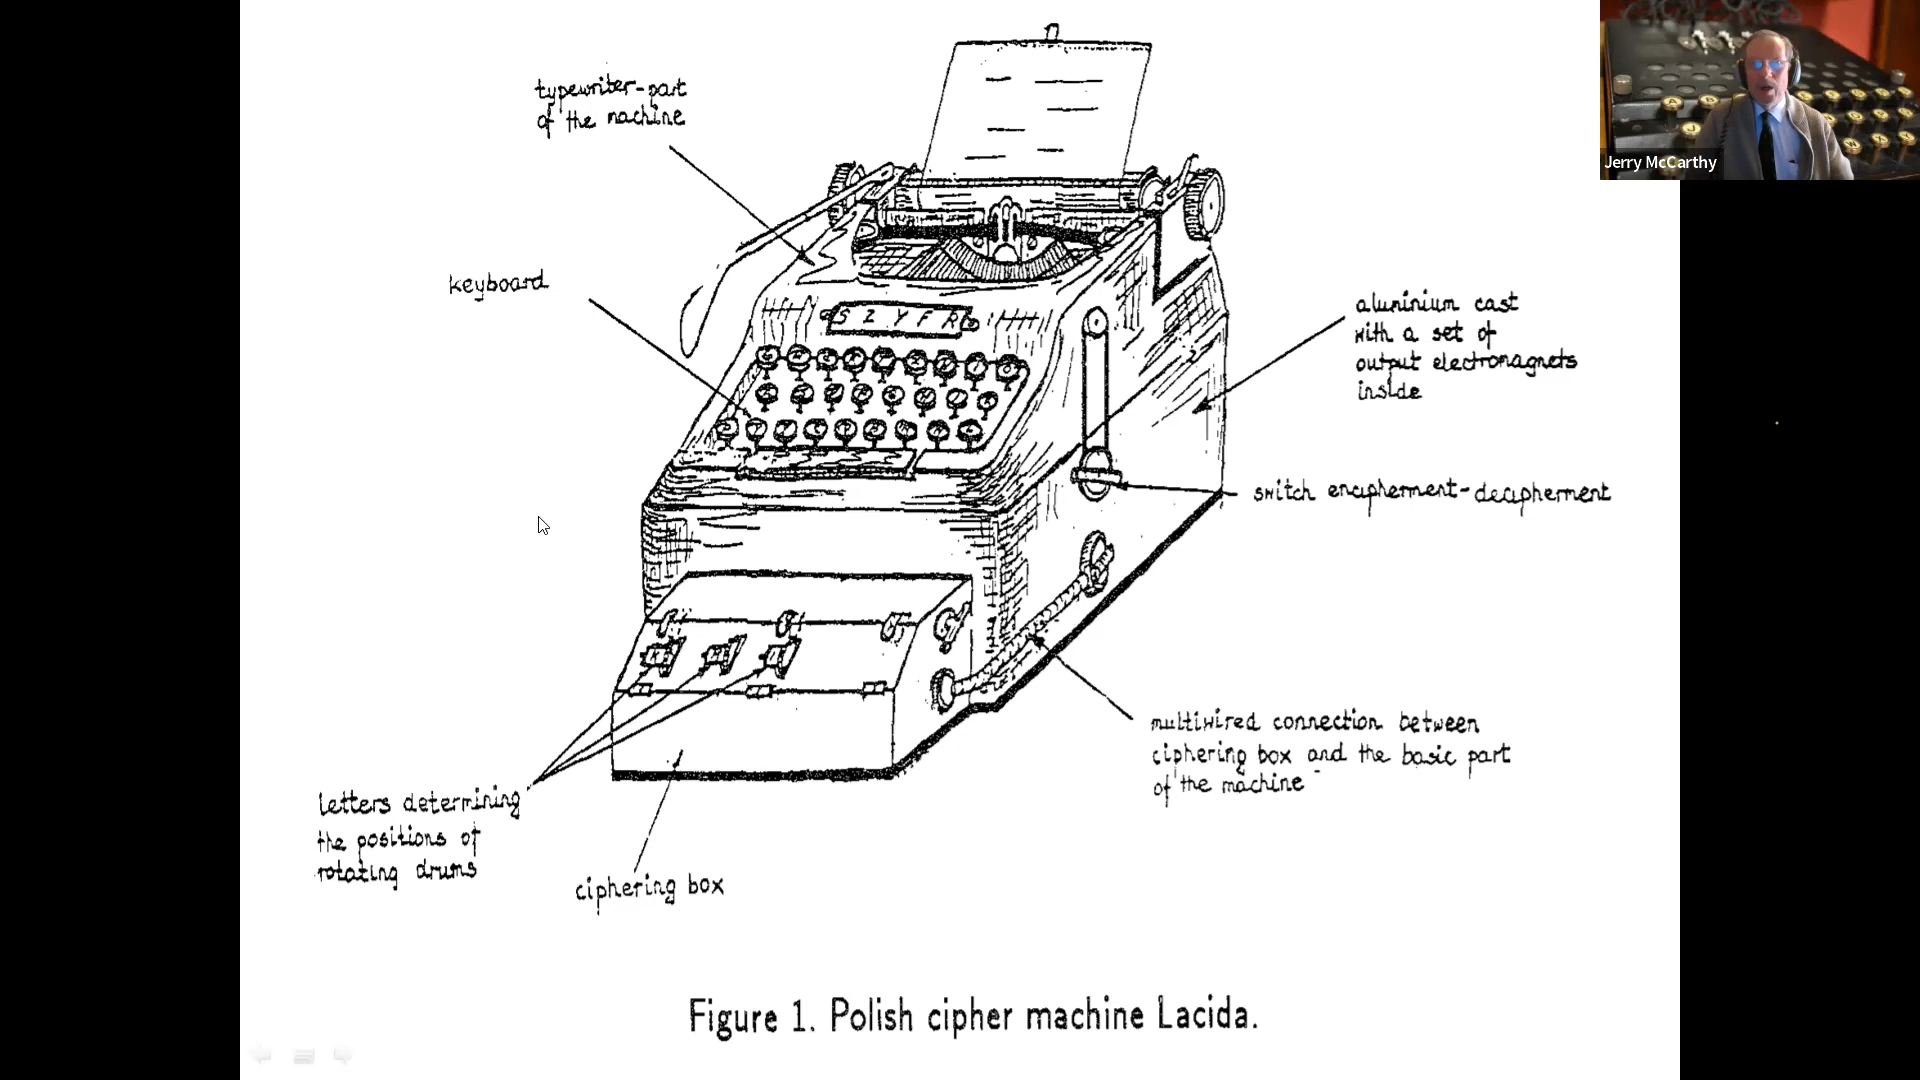 typewriter-part
of the machine
Jerry McCarthy
keyboard
aluminium cast
with a set of
output electromagnets
inside
S Z Y F R
switch encipherment-decipherment
multiwired connection between
ciphering box and the basic part
of the machine
letters determining
the positions of
rotating drums
ciphering box
Figure 1. Polish cipher machine Lacida.